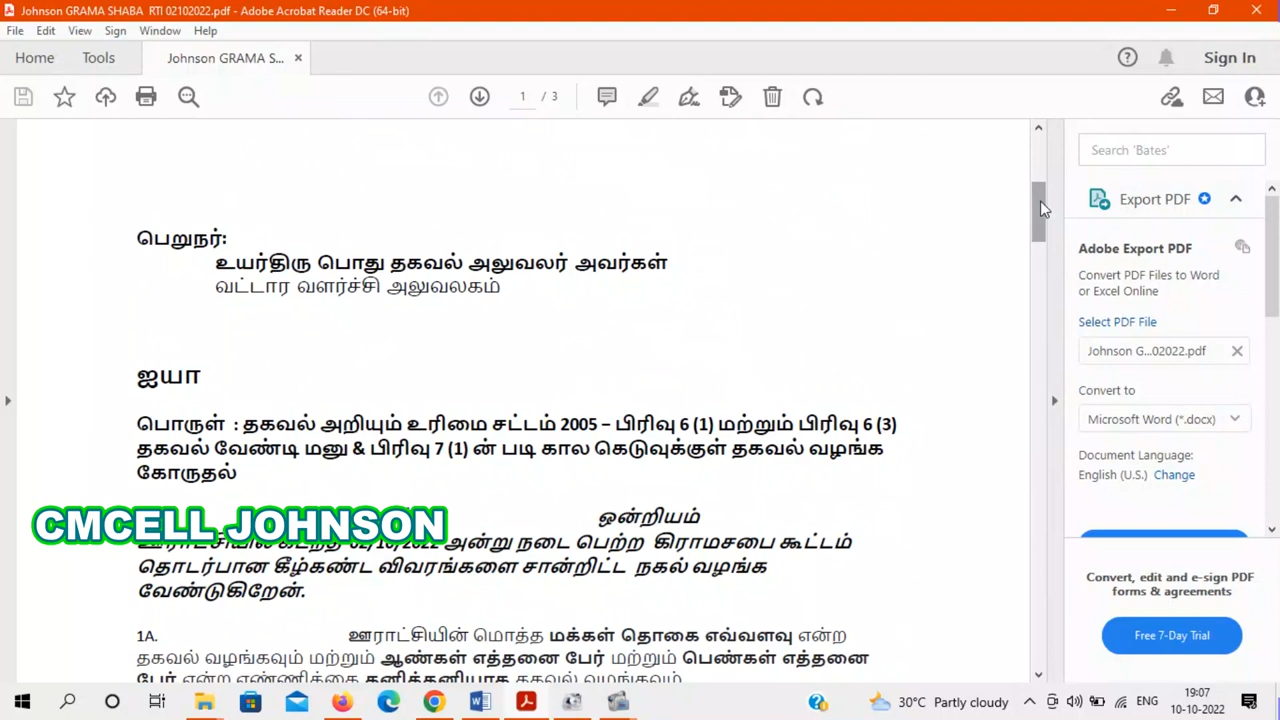 Johnson GRAMA SHABA  RTI 02102022.pdf - Adobe Acrobat Reader DC (64-bit)
File Edit View Sign Window Help
Home Tools Johnson GRAMA S... × Sign In
1 / 3
Search 'Bates'
பெறுநர்:
உயர்திரு பொது தகவல் அலுவலர் அவர்கள்
வட்டார வளர்ச்சி அலுவலகம்
ஐயா
பொருள் : தகவல் அறியும் உரிமை சட்டம் 2005 – பிரிவு 6 (1) மற்றும் பிரிவு 6 (3)
தகவல் வேண்டி மனு & பிரிவு 7 (1) ன் படி கால கெடுவுக்குள் தகவல் வழங்க
கோருதல்
ஒன்றியம்
CMCELL JOHNSON
அன்று நடை பெற்ற கிராமசபை கூட்டம்
தொடர்பான கீழ்கண்ட விவரங்களை சான்றிட்ட நகல் வழங்க
வேண்டுகிறேன்.
1A. ஊராட்சியின் மொத்த மக்கள் தொகை எவ்வளவு என்ற
தகவல் வழங்கவும் மற்றும் ஆண்கள் எத்தனை பேர் மற்றும் பெண்கள் எத்தனை
பேர் என்ற எண்ணிக்கை தனித்தனியாக தகவல் வழங்கவும்
Export PDF
Adobe Export PDF
Convert PDF Files to Word
or Excel Online
Select PDF File
Johnson G...02022.pdf
Convert to
Microsoft Word (*.docx)
Document Language:
English (U.S.) Change
Convert, edit and e-sign PDF
forms & agreements
Free 7-Day Trial
30°C Partly cloudy
ENG
19:07
10-10-2022